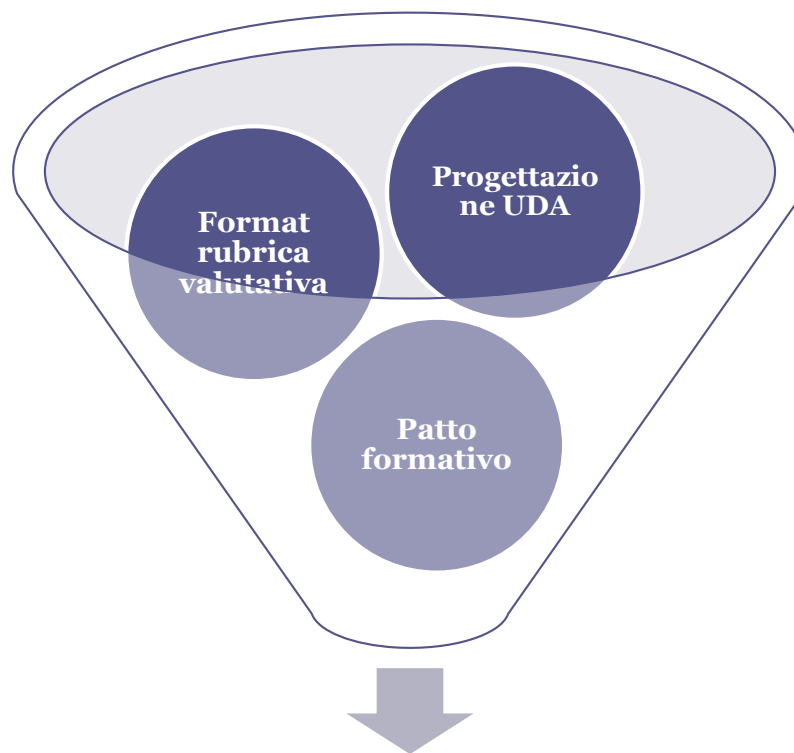 Progettazio
ne UDA
Format
rubrica
valutativa
Patto
formativo